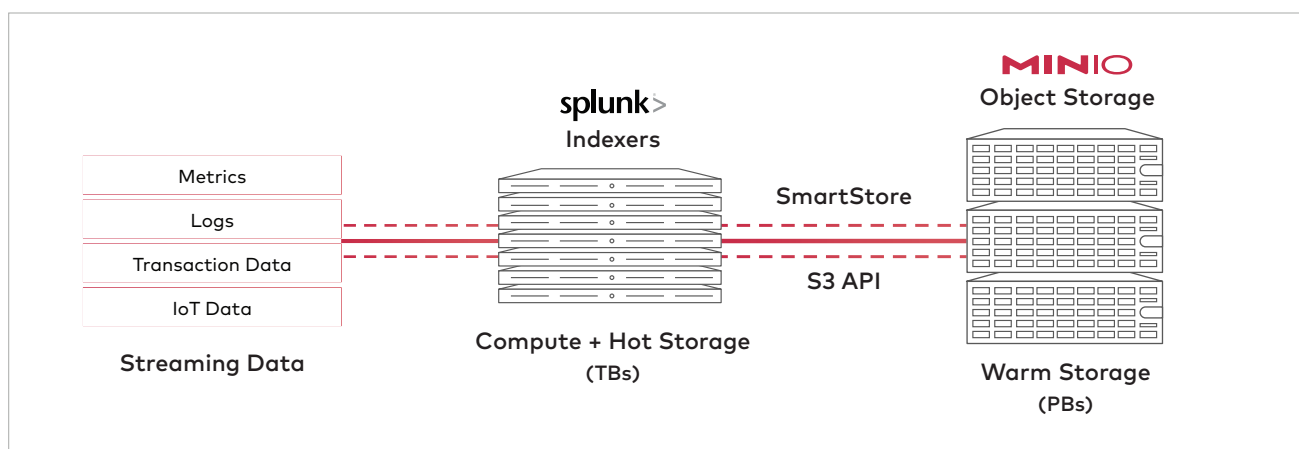 Metrics
Logs
Transaction Data
IoT Data
Streaming Data
splunk>
Indexers
Compute + Hot Storage
(TBs)
SmartStore
S3 API
MINIO
Object Storage
Warm Storage
(PBs)